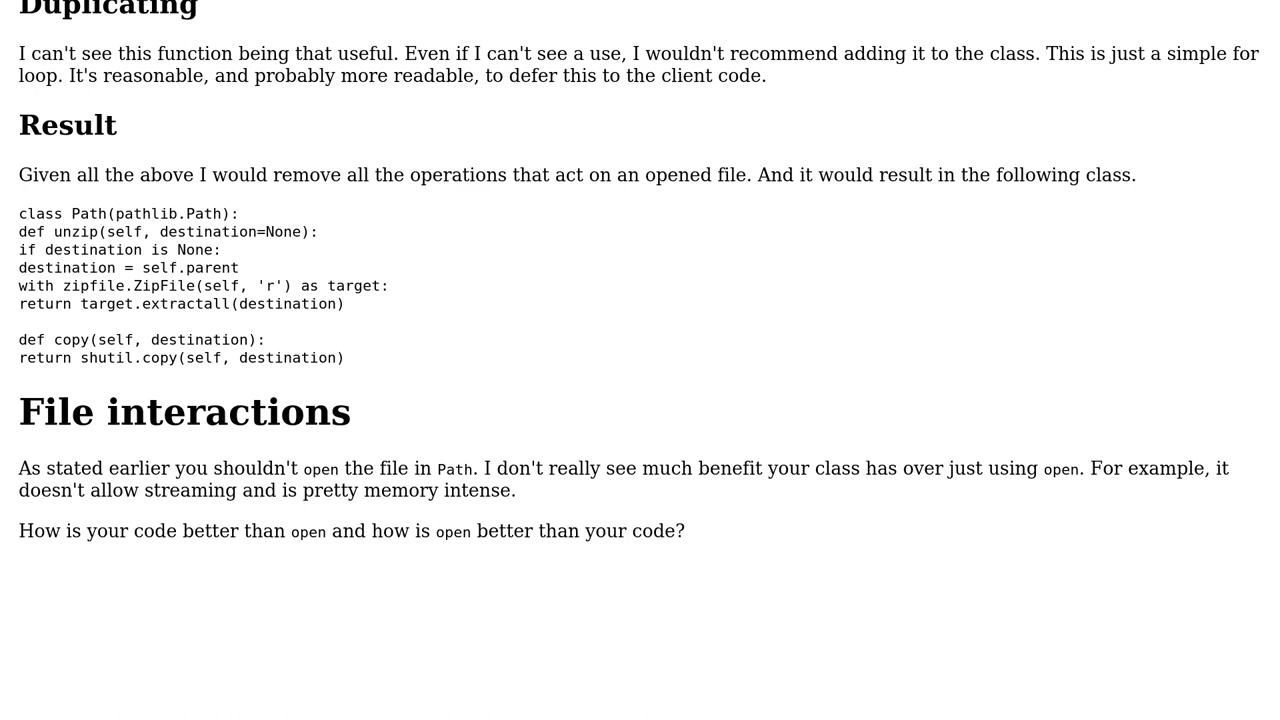 Duplicating
I can't see this function being that useful. Even if I can't see a use, I wouldn't recommend adding it to the class. This is just a simple for
loop. It's reasonable, and probably more readable, to defer this to the client code.
Result
Given all the above I would remove all the operations that act on an opened file. And it would result in the following class.
class Path(pathlib.Path):
def unzip(self, destination=None):
if destination is None:
destination = self.parent
with zipfile.ZipFile(self, 'r') as target:
return target.extractall(destination)
def copy(self, destination):
return shutil.copy(self, destination)
File interactions
As stated earlier you shouldn't open the file in Path. I don't really see much benefit your class has over just using open. For example, it
doesn't allow streaming and is pretty memory intense.
How is your code better than open and how is open better than your code?